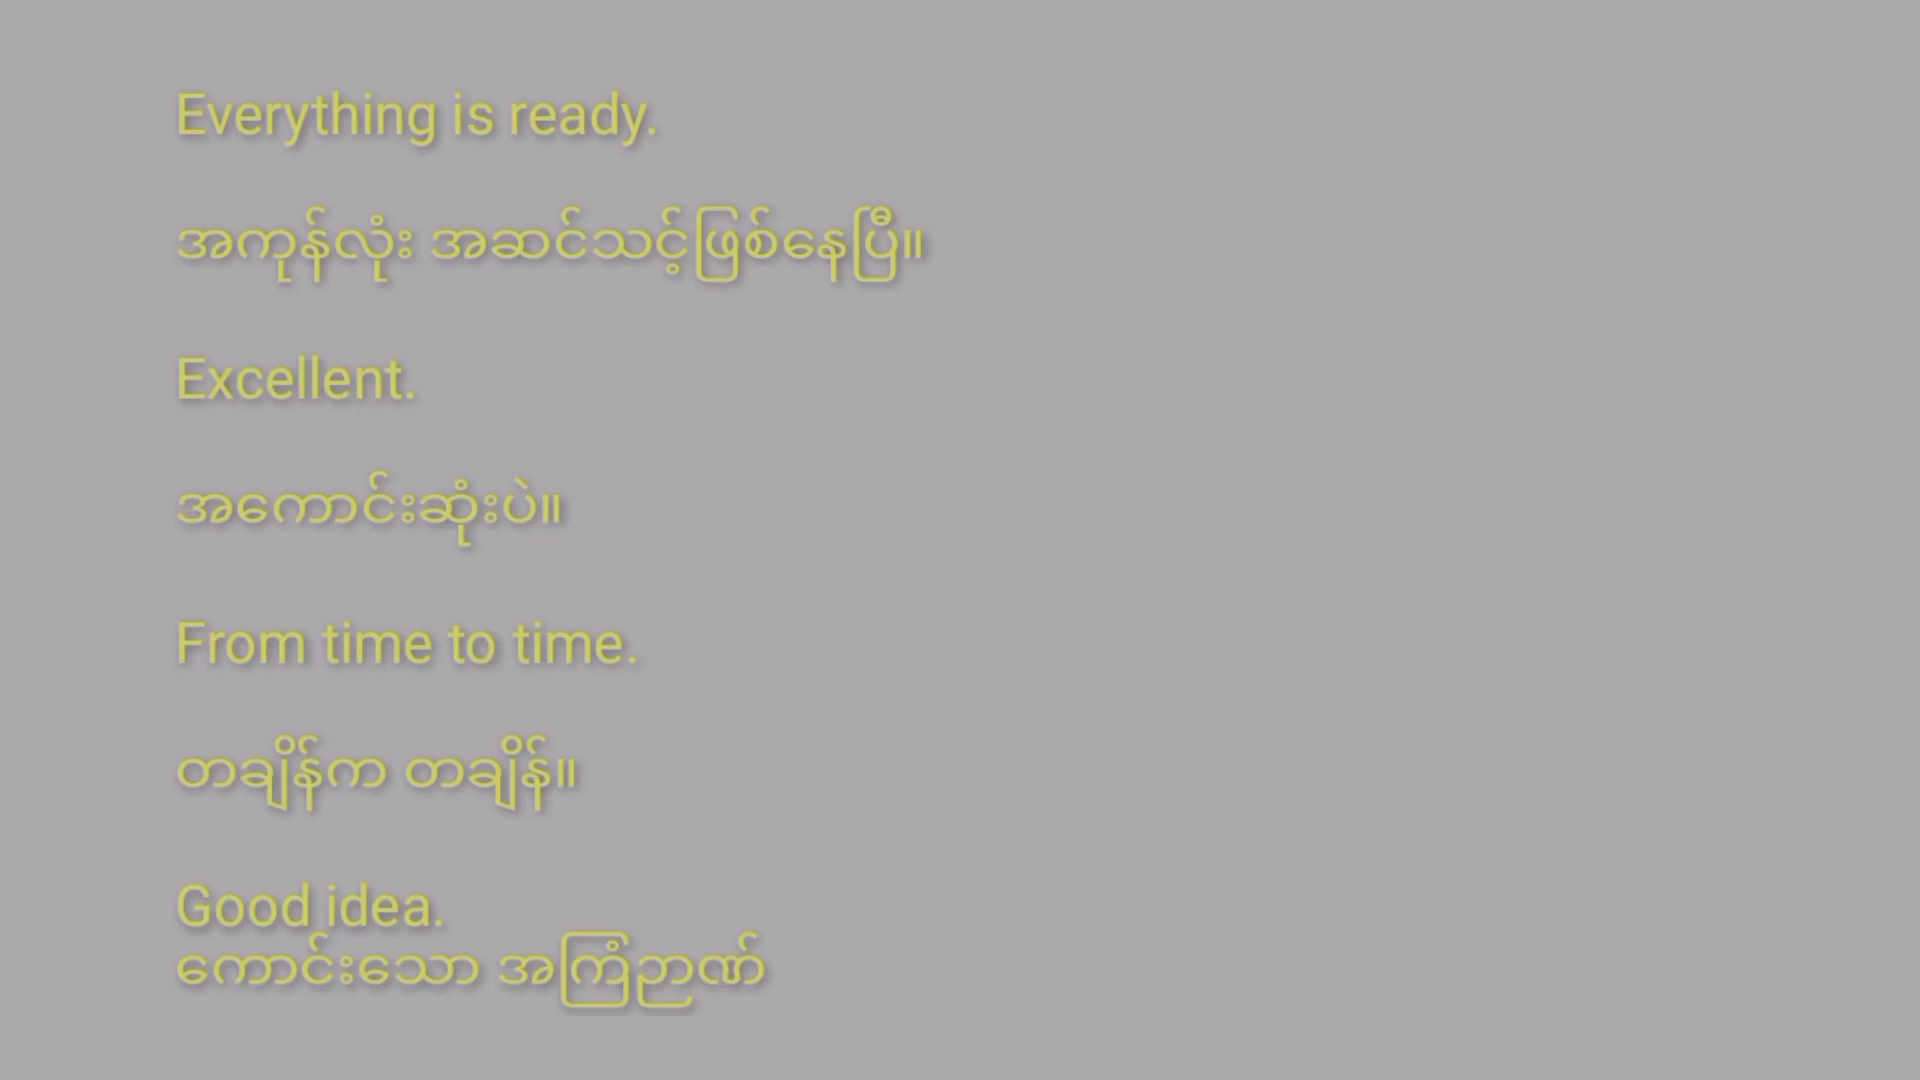 Everything is ready.
အကုန်လုံး အဆင်သင့်ဖြစ်နေပြီ။
Excellent.
အကောင်းဆုံးပဲ။
From time to time.
တချိန်က တချိန်။
Good idea.
ကောင်းသော အကြံဉာဏ်